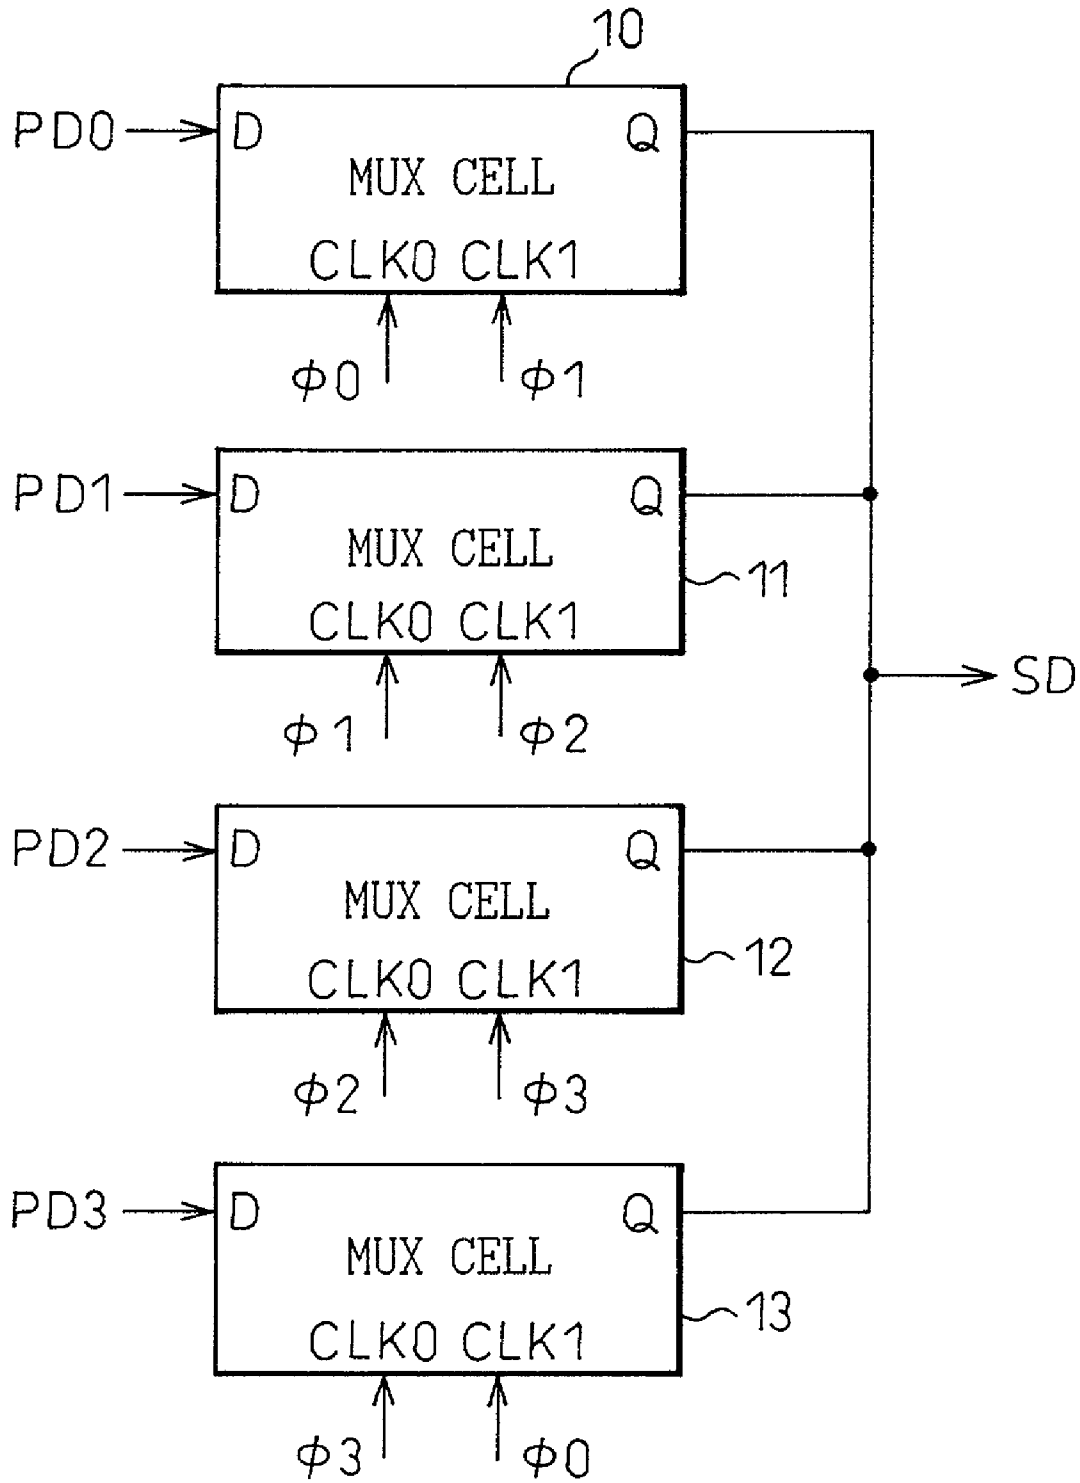 10
PD0 D Q
MUX CELL
CLK0 CLK1
ϕ0 ϕ1
PD1 D Q
MUX CELL
11
CLK0 CLK1
SD
ϕ1 ϕ2
PD2 D Q
MUX CELL
12
CLK0 CLK1
ϕ2 ϕ3
PD3 D Q
MUX CELL
13
CLK0 CLK1
ϕ3 ϕ0